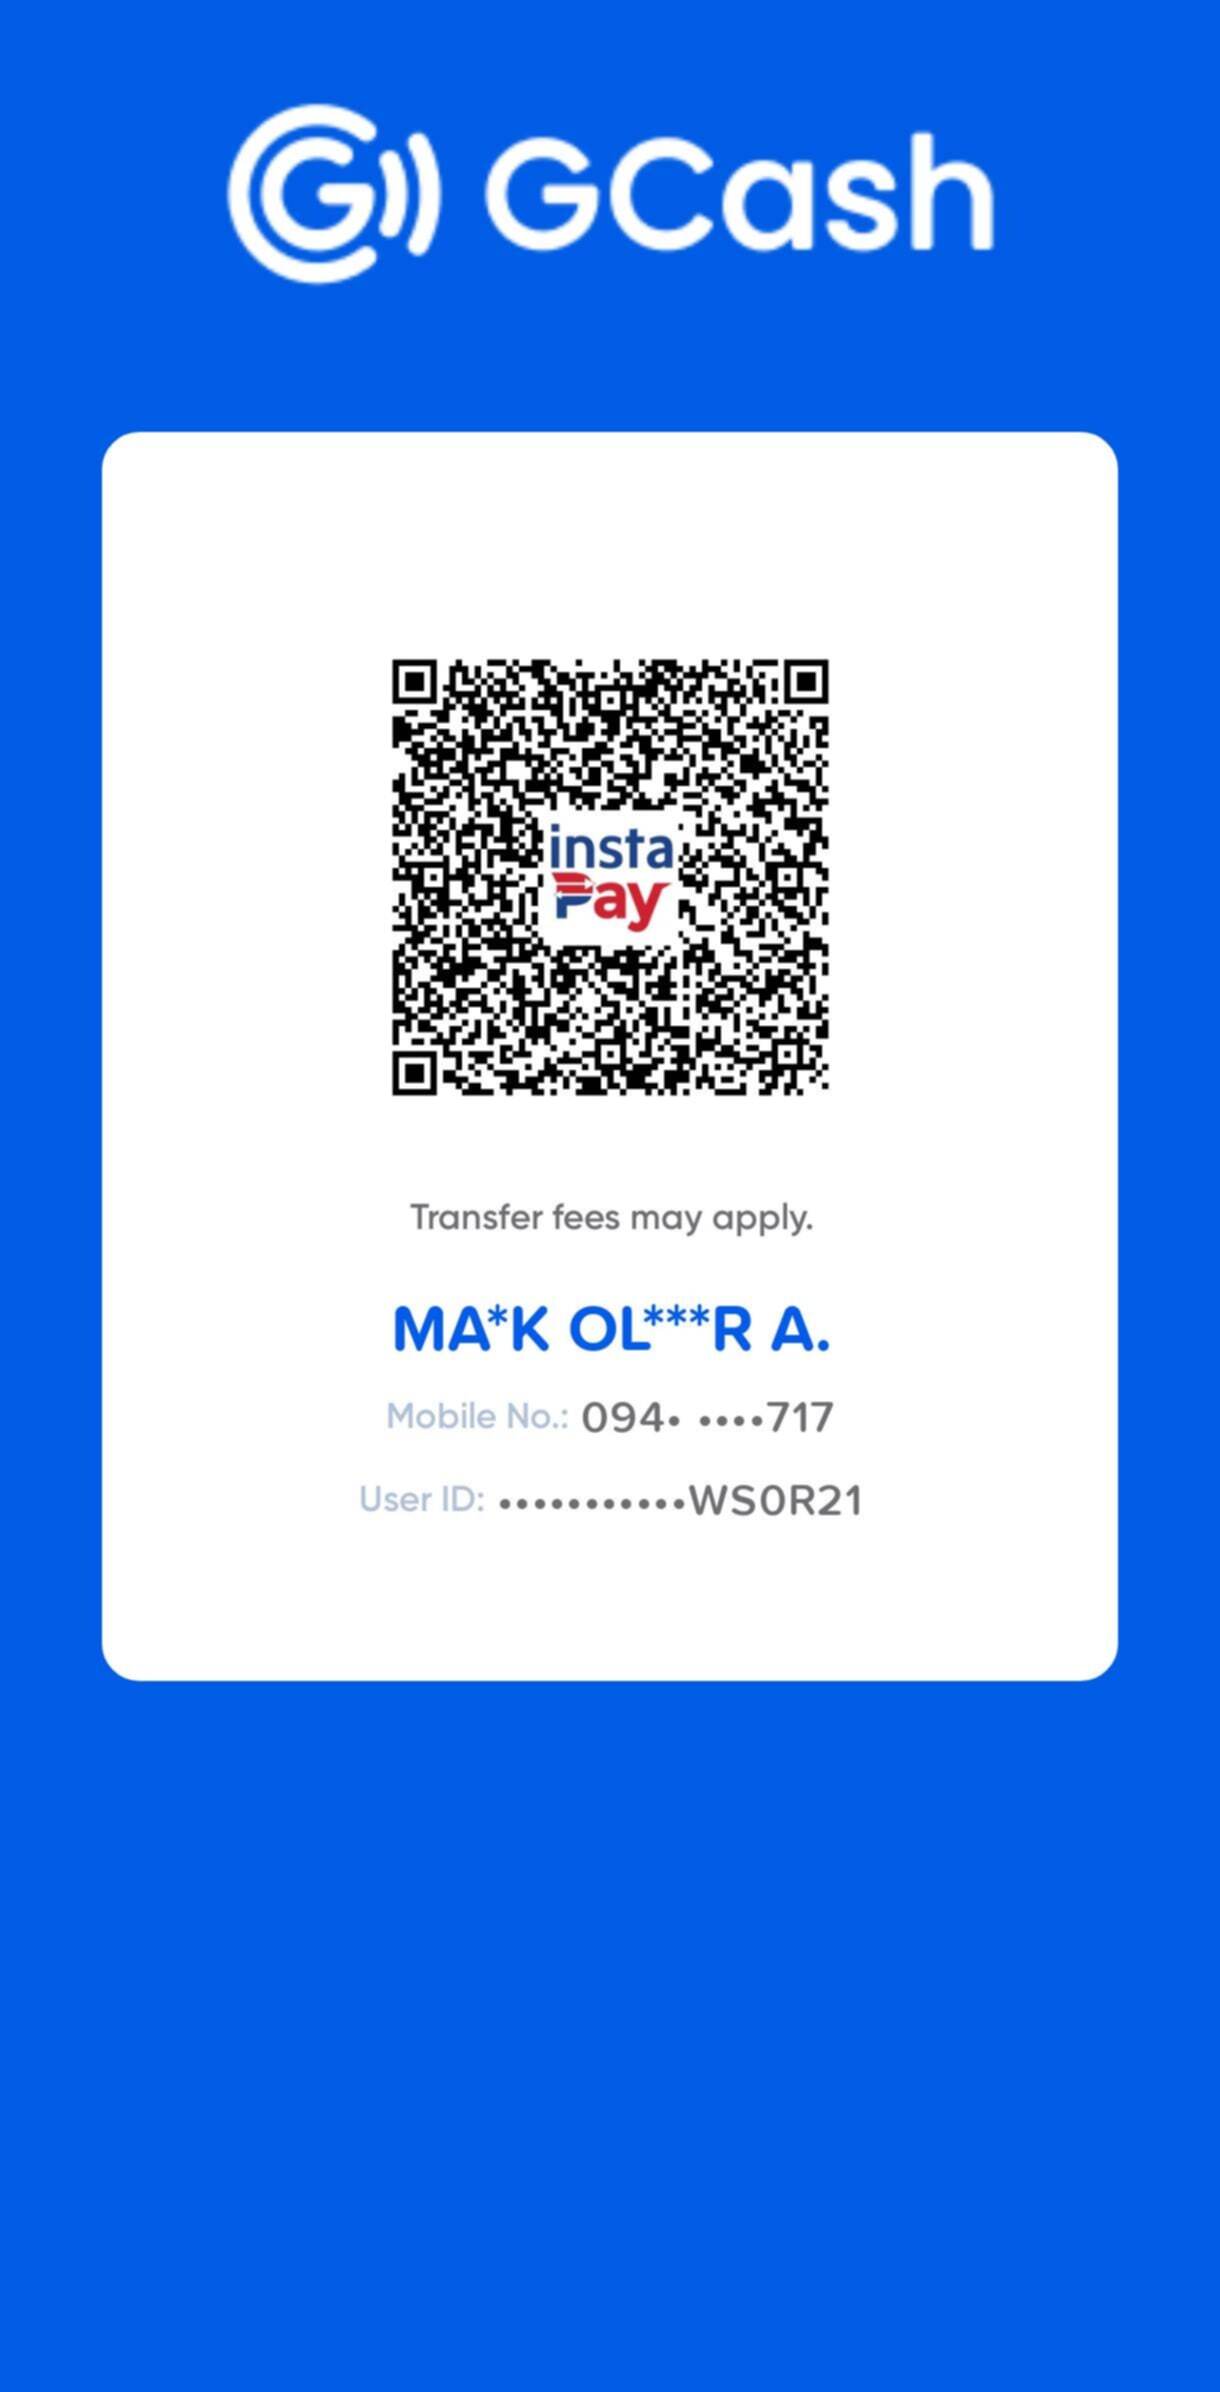 GCash
insta
Pay
Transfer fees may apply.
MA*K OL***R A.
Mobile No.: 094• ••••717
User ID: •••••••••••WS0R21